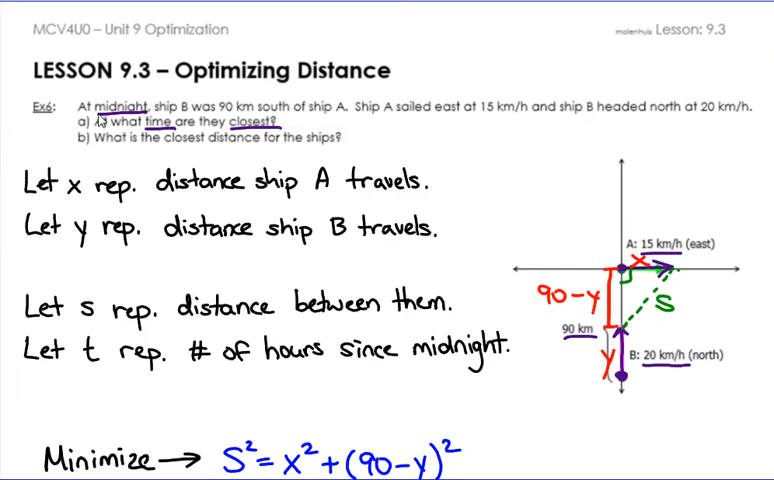 MCV4U0 – Unit 9 Optimization
molenhuis Lesson: 9.3
LESSON 9.3 – Optimizing Distance
Ex6: At midnight, ship B was 90 km south of ship A. Ship A sailed east at 15 km/h and ship B headed north at 20 km/h.
a) At what time are they closest?
b) What is the closest distance for the ships?
Let x rep. distance ship A travels.
Let y rep. distance ship B travels.
Let s rep. distance between them.
Let t rep. # of hours since midnight.
A: 15 km/h (east)
x
90-y
S
90 km
y
B: 20 km/h (north)
Minimize → S² = x² + (90-y)²